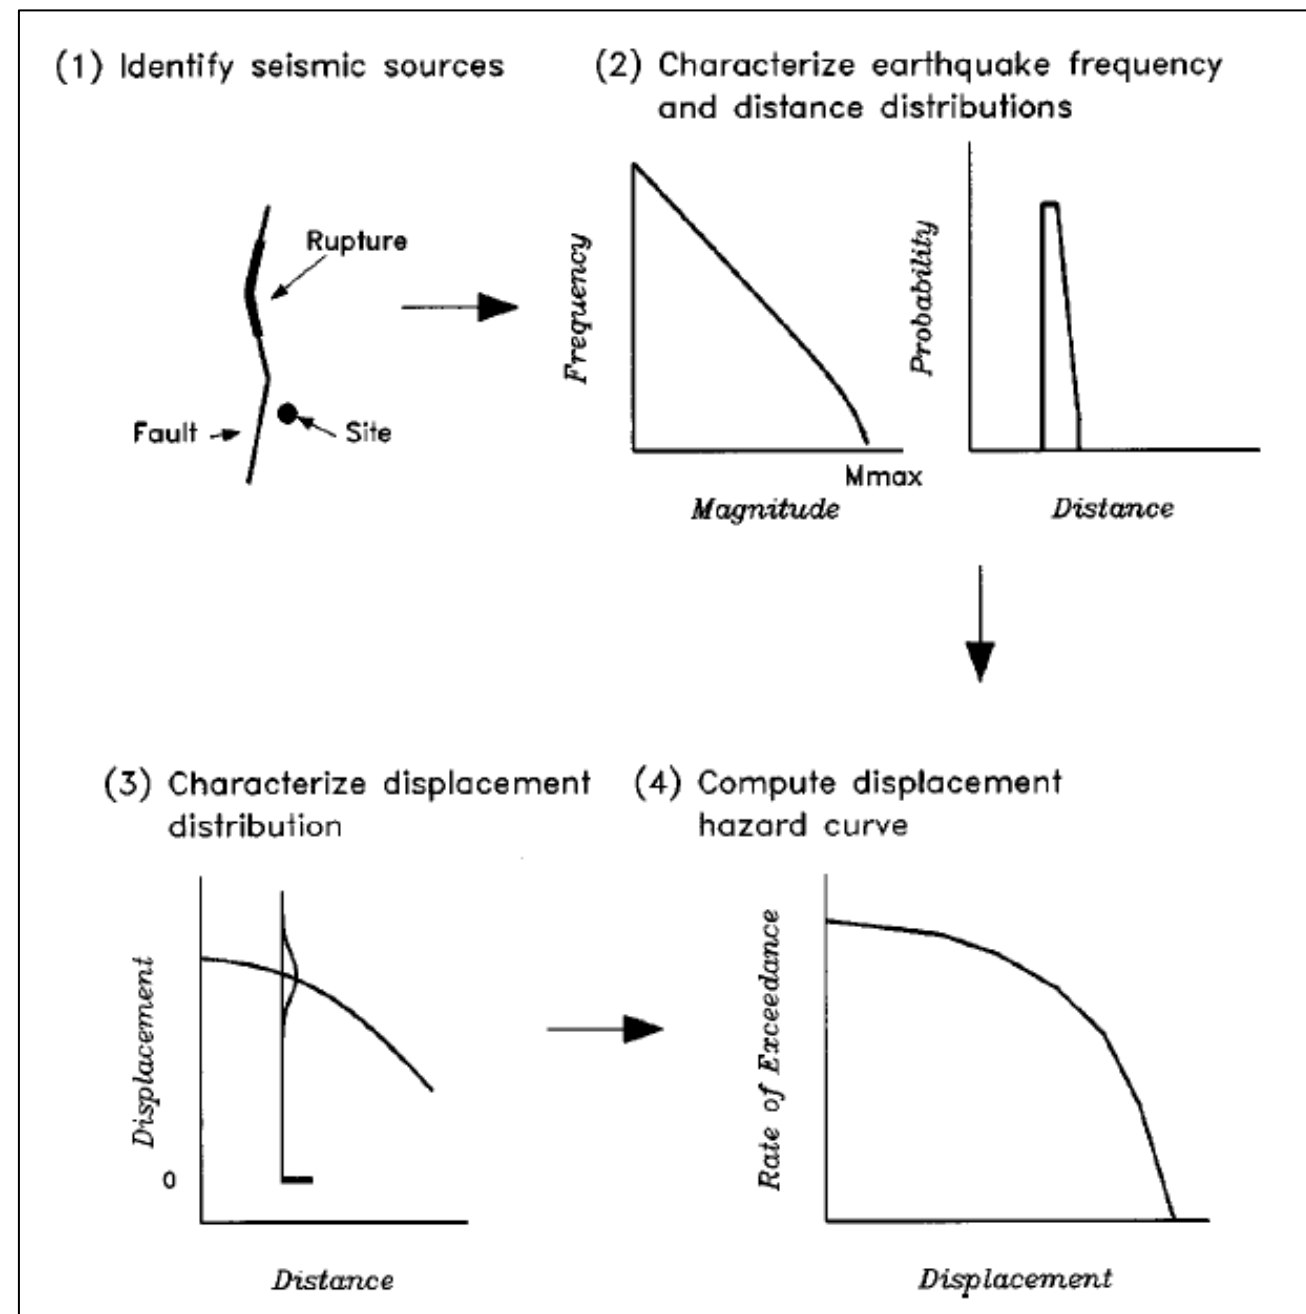 (1) Identify seismic sources
Rupture
Fault
Site
(2) Characterize earthquake frequency
and distance distributions
Frequency
Mmax
Magnitude
Probability
Distance
(3) Characterize displacement
distribution
Displacement
0
Distance
(4) Compute displacement
hazard curve
Rate of Exceedance
Displacement